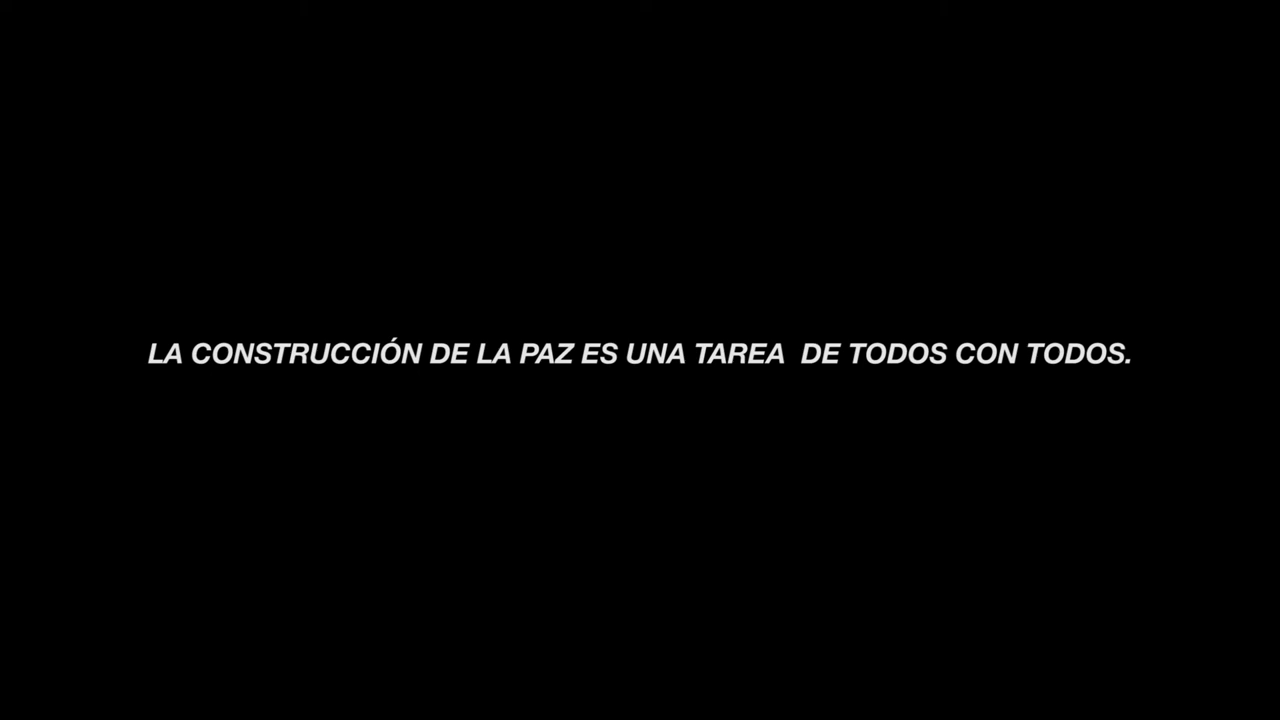 LA CONSTRUCCIÓN DE LA PAZ ES UNA TAREA  DE TODOS CON TODOS.